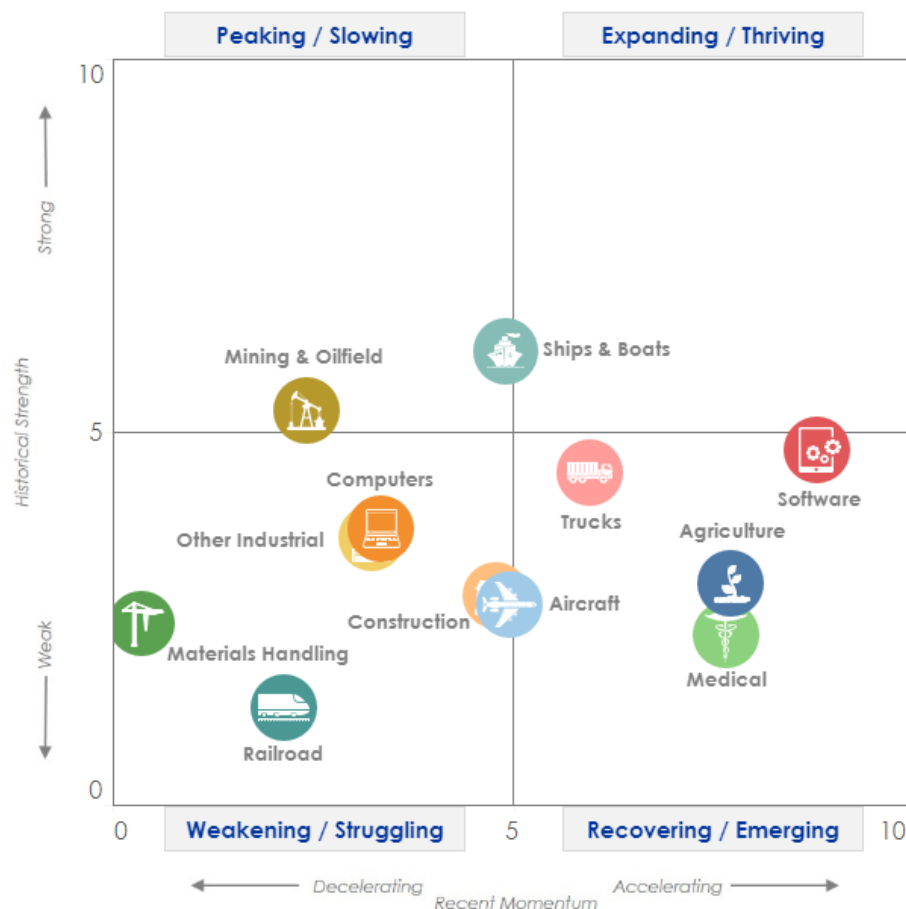 Peaking / Slowing
Expanding / Thriving
10
Strong
Historical Strength
Weak
Mining & Oilfield
Ships & Boats
5
Computers
Software
Trucks
Other Industrial
Agriculture
Aircraft
Construction
Materials Handling
Medical
Railroad
0
0
Weakening / Struggling
5
Recovering / Emerging
10
Decelerating
Accelerating
Recent Momentum